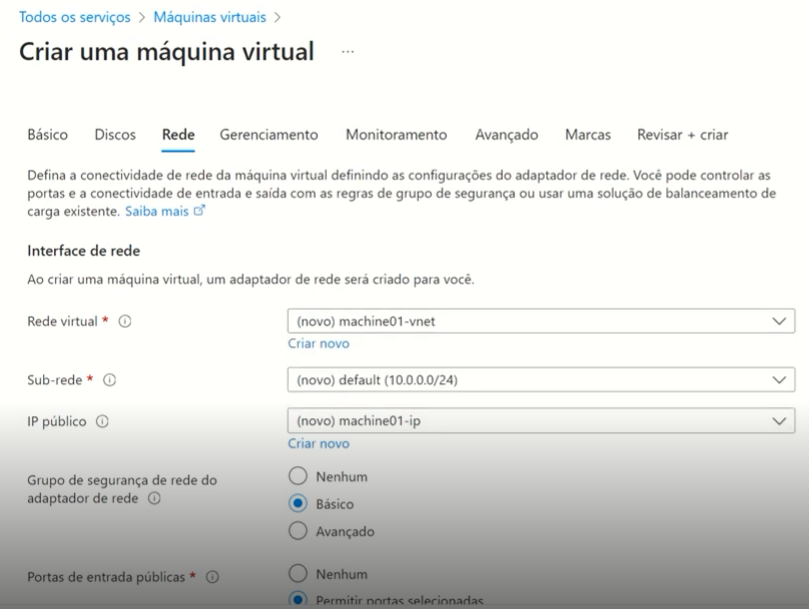 Todos os serviços > Máquinas virtuais >
Criar uma máquina virtual ...
Básico Discos Rede Gerenciamento Monitoramento Avançado Marcas Revisar + criar
Defina a conectividade de rede da máquina virtual definindo as configurações do adaptador de rede. Você pode controlar as
portas e a conectividade de entrada e saída com as regras de grupo de segurança ou usar uma solução de balanceamento de
carga existente. Saiba mais
Interface de rede
Ao criar uma máquina virtual, um adaptador de rede será criado para você.
Rede virtual * (novo) machine01-vnet
Criar novo
Sub-rede * (novo) default (10.0.0.0/24)
IP público (novo) machine01-ip
Criar novo
Grupo de segurança de rede do
adaptador de rede
Nenhum
Básico
Avançado
Portas de entrada públicas *
Nenhum
Permitir portas selecionadas